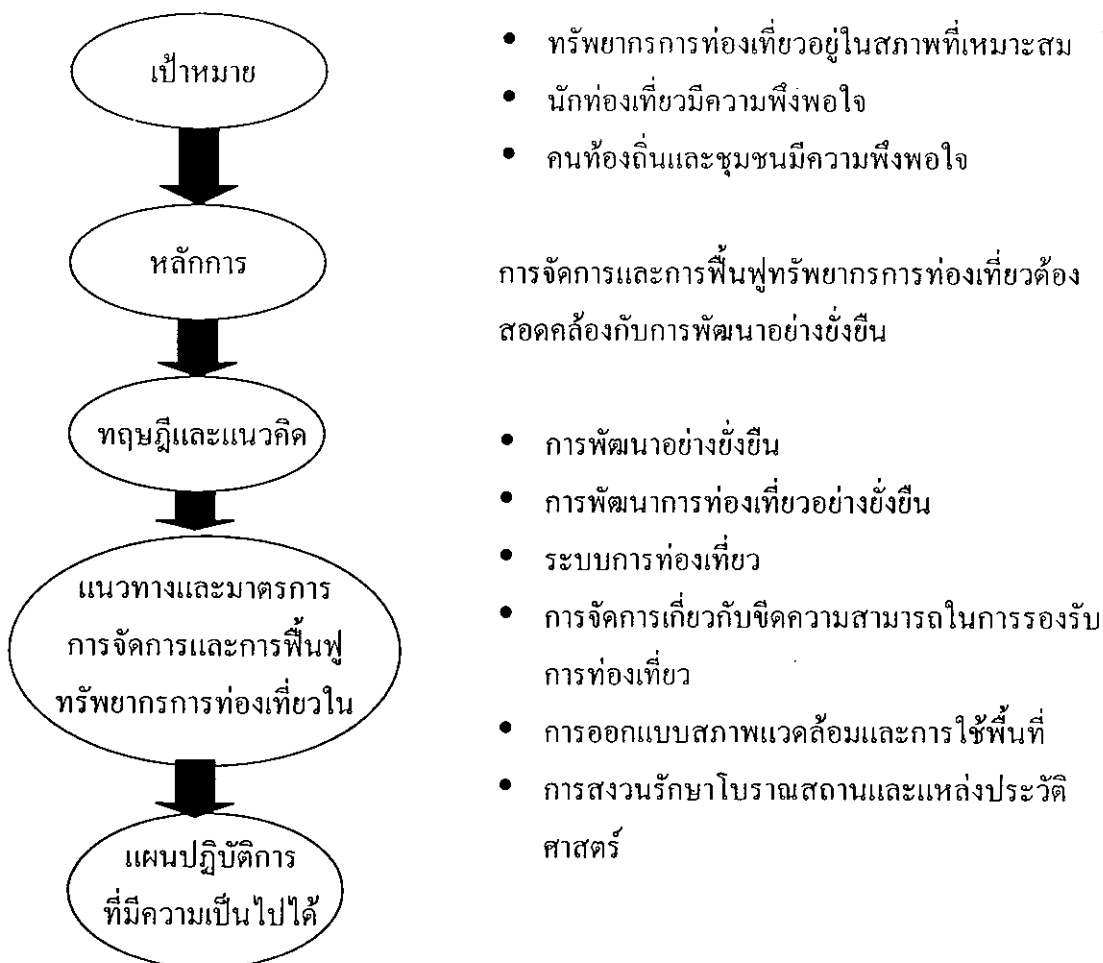 เป้าหมาย
• ทรัพยากรการท่องเที่ยวอยู่ในสภาพที่เหมาะสม
• นักท่องเที่ยวมีความพึงพอใจ
• คนท้องถิ่นและชุมชนมีความพึงพอใจ
หลักการ
การจัดการและการฟื้นฟูทรัพยากรการท่องเที่ยวต้อง
สอดคล้องกับการพัฒนาอย่างยั่งยืน
ทฤษฎีและแนวคิด
• การพัฒนาอย่างยั่งยืน
• การพัฒนาการท่องเที่ยวอย่างยั่งยืน
• ระบบการท่องเที่ยว
• การจัดการเกี่ยวกับขีดความสามารถในการรองรับ
การท่องเที่ยว
• การออกแบบสภาพแวดล้อมและการใช้พื้นที่
• การสงวนรักษาโบราณสถานและแหล่งประวัติ
ศาสตร์
แนวทางและมาตรการ
การจัดการและการฟื้นฟู
ทรัพยากรการท่องเที่ยวใน
แผนปฏิบัติการ
ที่มีความเป็นไปได้